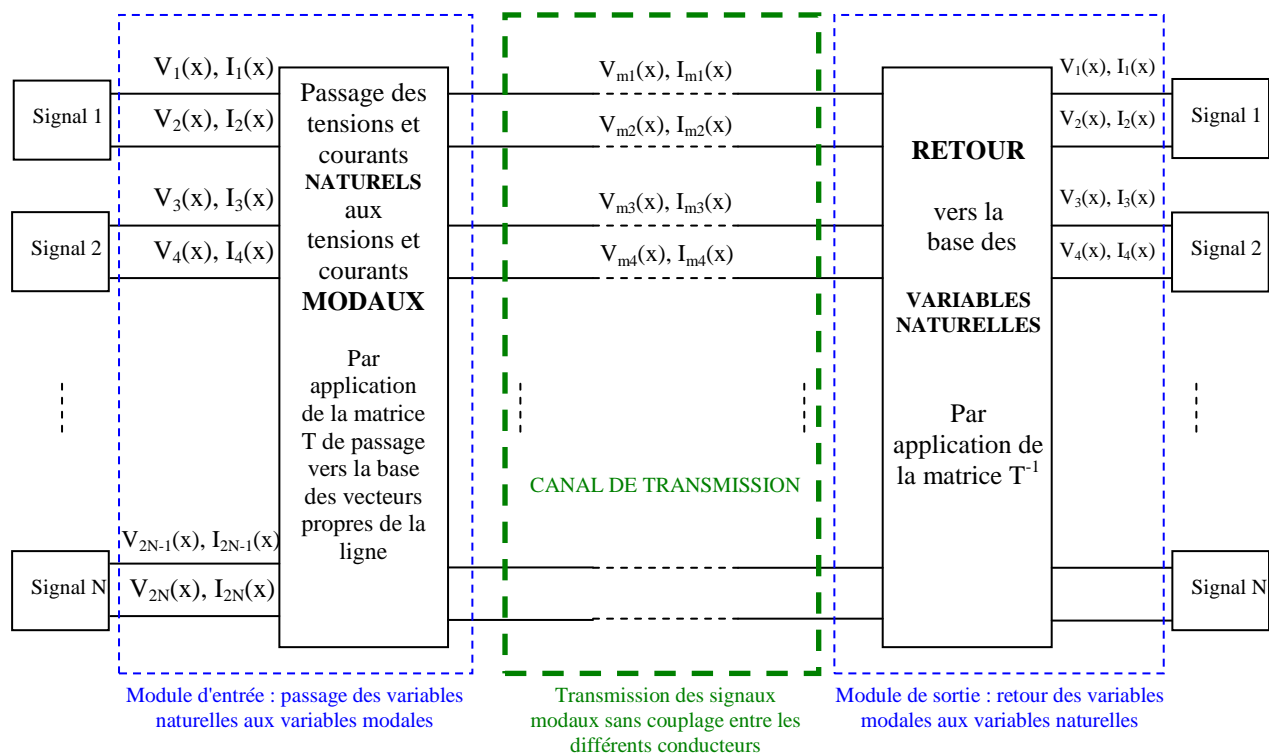 V1(x), I1(x)
Signal 1
V2(x), I2(x)
V3(x), I3(x)
Signal 2
V4(x), I4(x)
V2N-1(x), I2N-1(x)
Signal N
V2N(x), I2N(x)
Passage des
tensions et
courants
NATURELS
aux
tensions et
courants
MODAUX
Par
application
de la matrice
T de passage
vers la base
des vecteurs
propres de la
ligne
Module d'entrée : passage des variables
naturelles aux variables modales
Vm1(x), Im1(x)
Vm2(x), Im2(x)
Vm3(x), Im3(x)
Vm4(x), Im4(x)
CANAL DE TRANSMISSION
Transmission des signaux
modaux sans couplage entre les
différents conducteurs
RETOUR
vers la
base des
VARIABLES
NATURELLES
Par
application de
la matrice T-1
V1(x), I1(x)
Signal 1
V2(x), I2(x)
V3(x), I3(x)
Signal 2
V4(x), I4(x)
Signal N
Module de sortie : retour des variables
modales aux variables naturelles